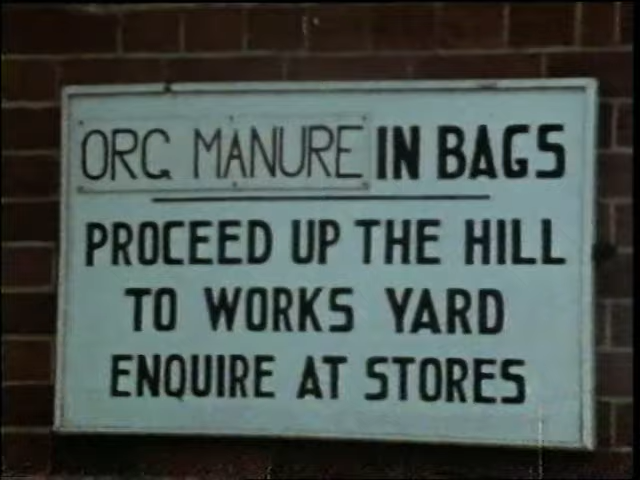 ORG. MANURE IN BAGS
PROCEED UP THE HILL
TO WORKS YARD
ENQUIRE AT STORES